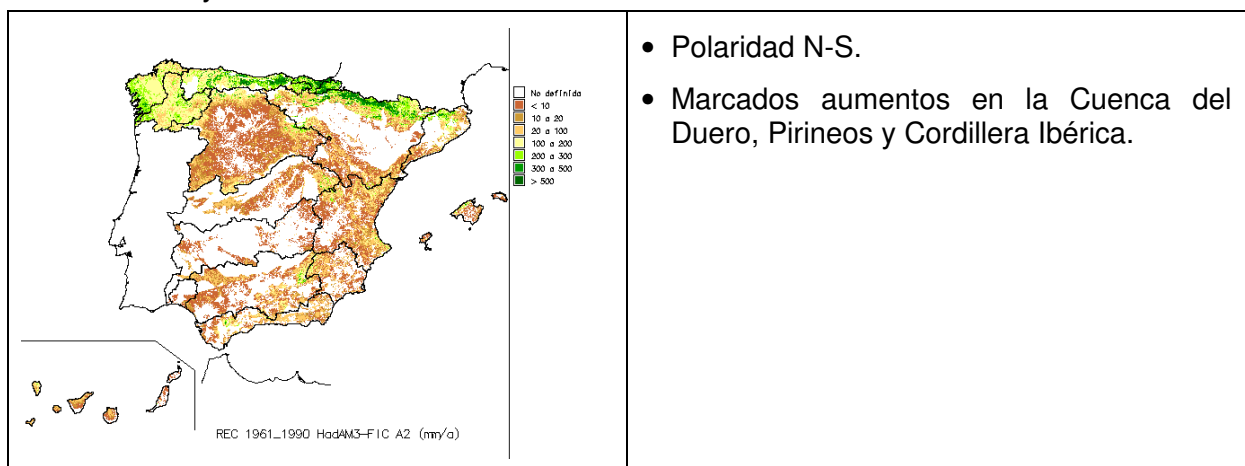 No definido
< 10
10 a 20
20 a 100
100 a 200
200 a 300
300 a 500
> 500
REC 1961_1990 HadAM3-FIC A2 (mm/a)
• Polaridad N-S.
• Marcados aumentos en la Cuenca del
Duero, Pirineos y Cordillera Ibérica.